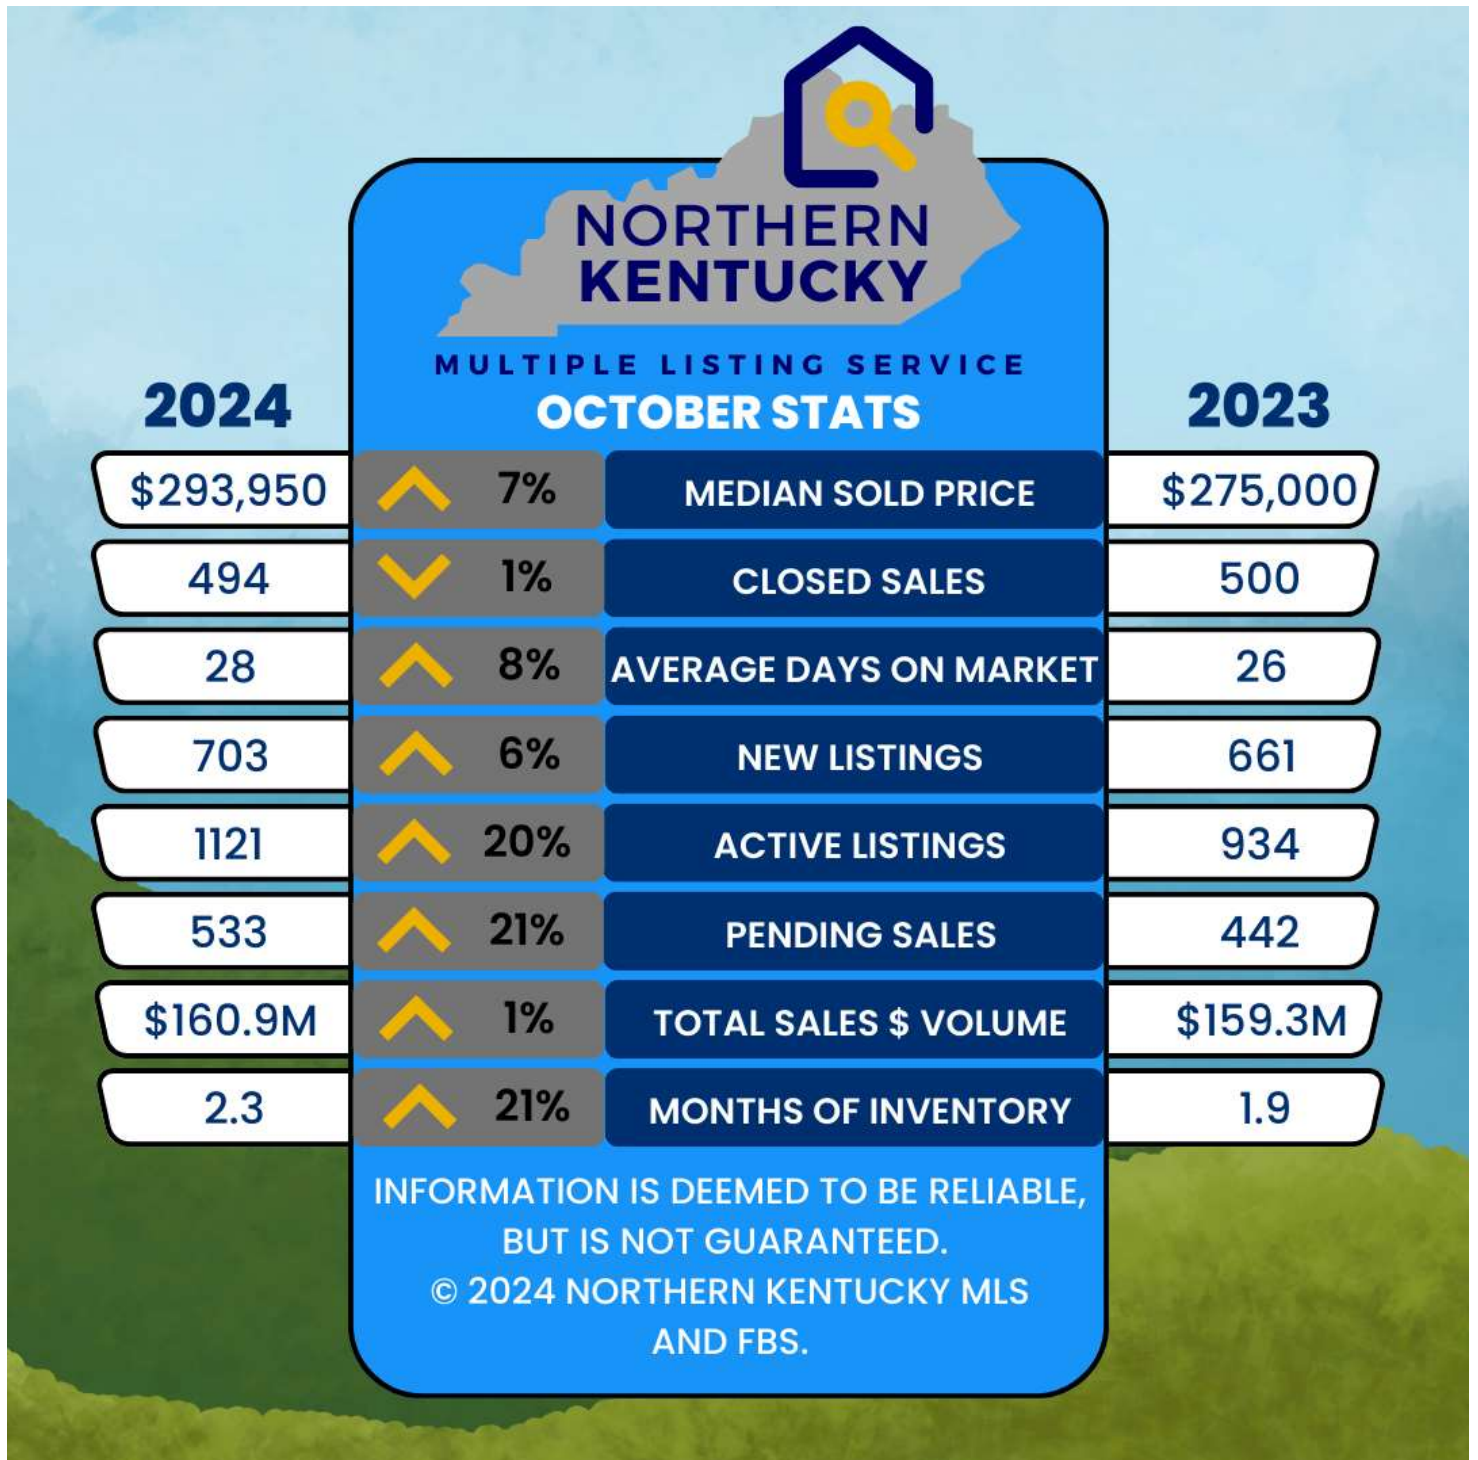 NORTHERN
KENTUCKY
MULTIPLE LISTING SERVICE
2024 OCTOBER STATS 2023
$293,950 7% MEDIAN SOLD PRICE $275,000
494 1% CLOSED SALES 500
28 8% AVERAGE DAYS ON MARKET 26
703 6% NEW LISTINGS 661
1121 20% ACTIVE LISTINGS 934
533 21% PENDING SALES 442
$160.9M 1% TOTAL SALES $ VOLUME $159.3M
2.3 21% MONTHS OF INVENTORY 1.9
INFORMATION IS DEEMED TO BE RELIABLE,
BUT IS NOT GUARANTEED.
© 2024 NORTHERN KENTUCKY MLS
AND FBS.